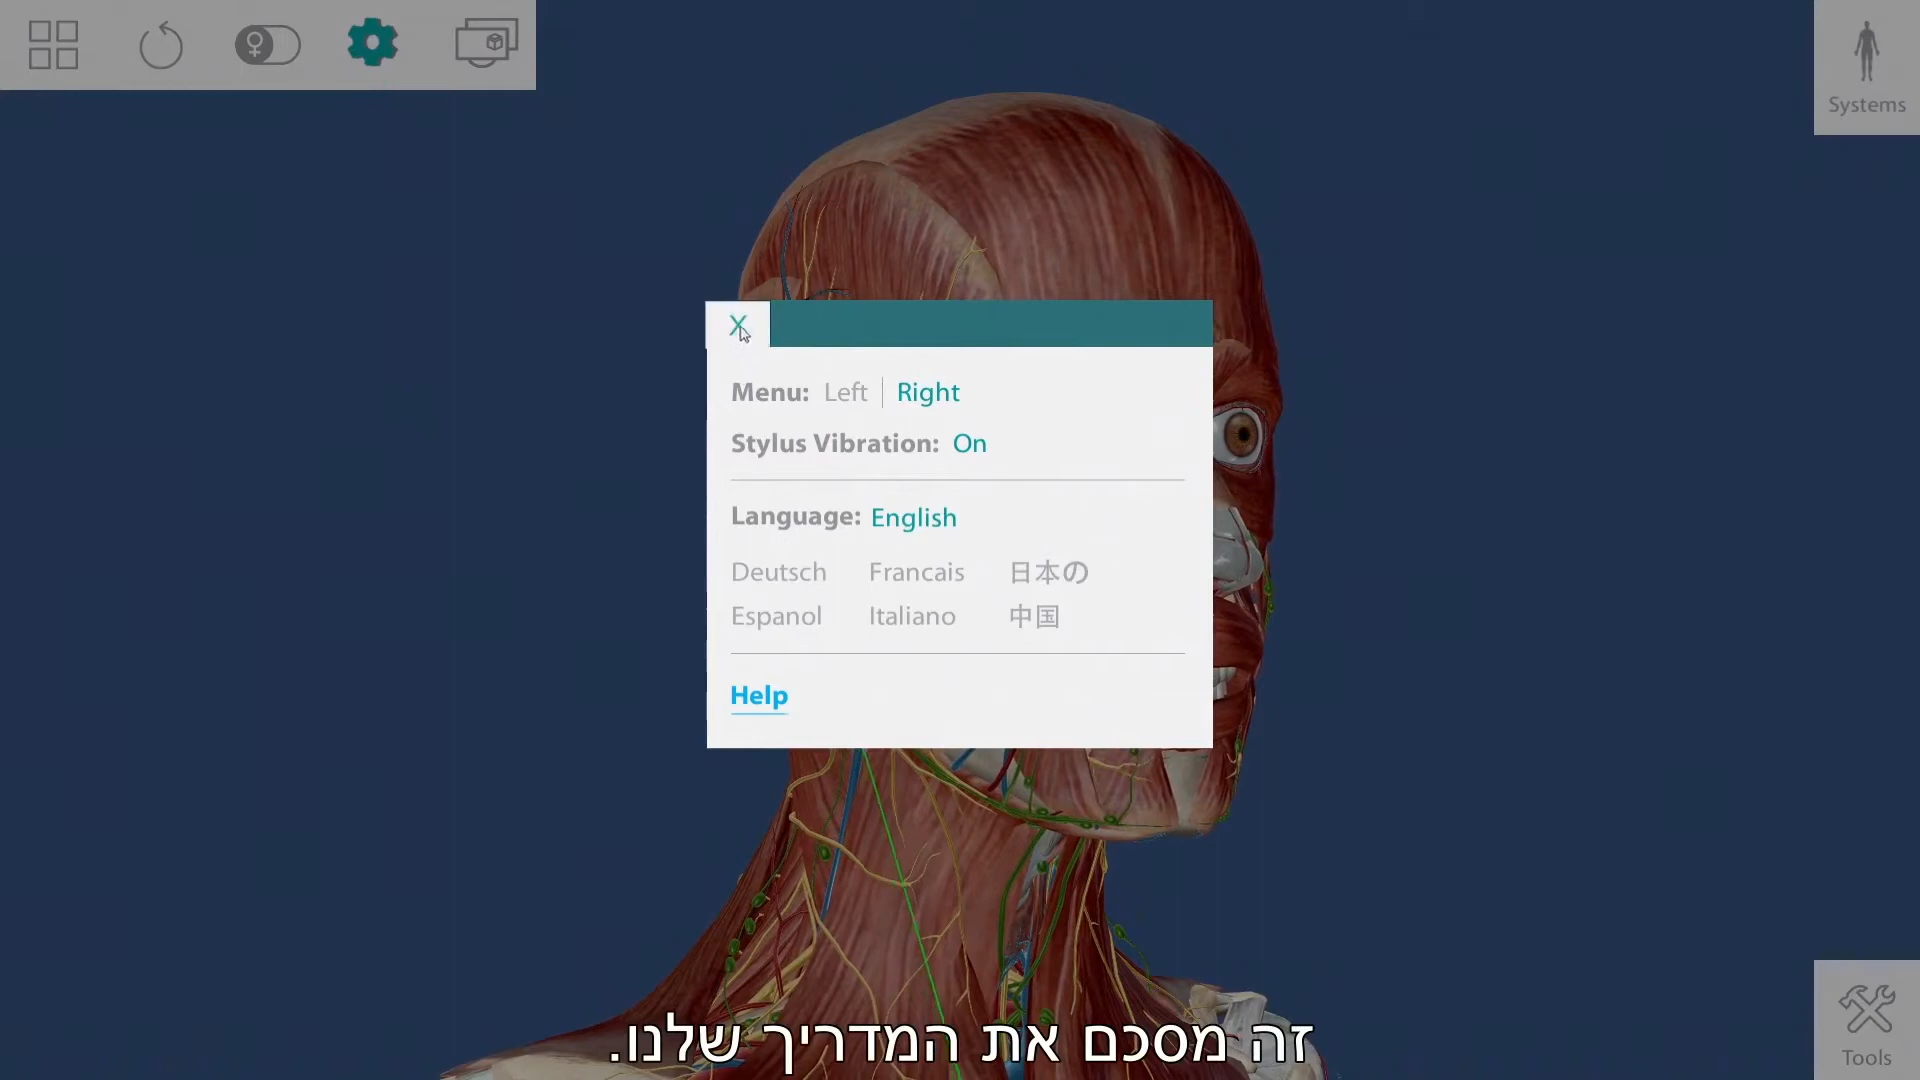 Systems
X
Menu: Left | Right
Stylus Vibration: On
Language: English
Deutsch Francais 日本の
Espanol Italiano 中国
Help
זה מסכם את המדריך שלנו.
Tools